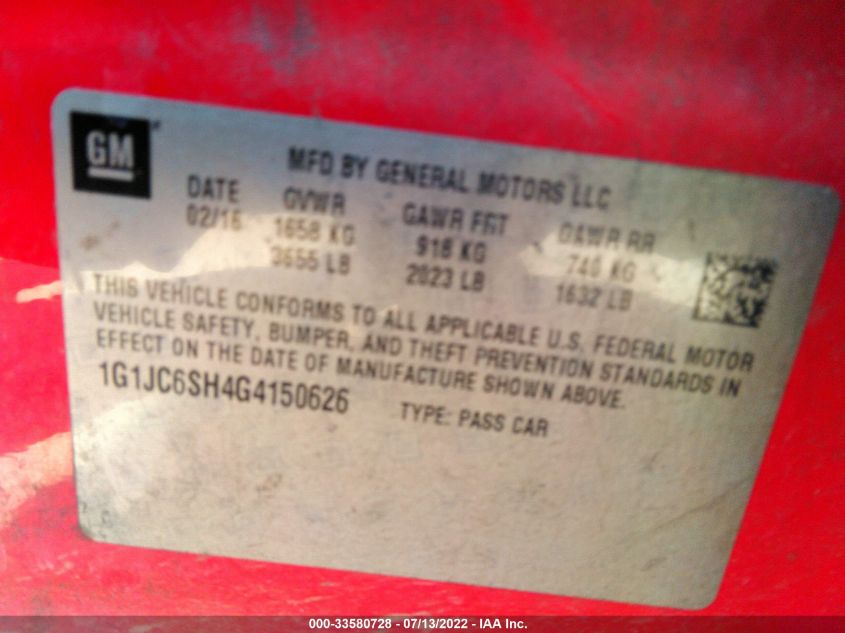 GM
MFD BY GENERAL MOTORS LLC
DATE GVWR GAWR FRT GAWR RR
02/16 1658 KG 918 KG 740 KG
3655 LB 2023 LB 1632 LB
THIS VEHICLE CONFORMS TO ALL APPLICABLE U.S. FEDERAL MOTOR
VEHICLE SAFETY, BUMPER, AND THEFT PREVENTION STANDARDS IN
EFFECT ON THE DATE OF MANUFACTURE SHOWN ABOVE.
1G1JC6SH4G4150626 TYPE: PASS CAR
000-33580728 - 07/13/2022 - IAA Inc.